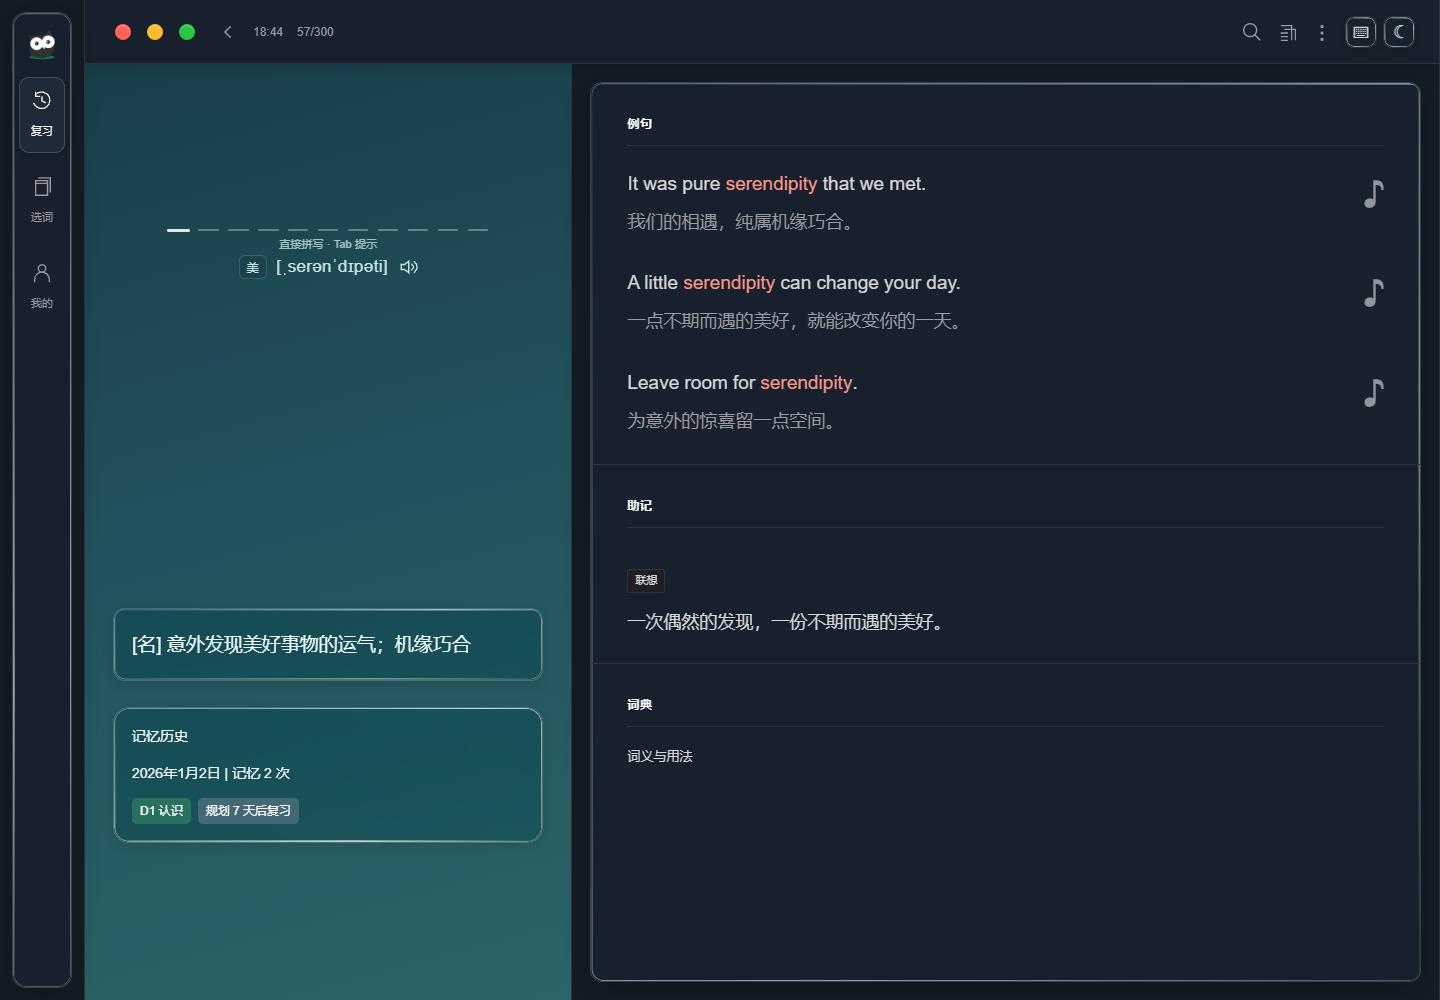 18:44 57/300
复习
选词
我的
直接拼写 · Tab 提示
美 [ˌserənˈdɪpəti]
[名] 意外发现美好事物的运气；机缘巧合
记忆历史
2026年1月2日 | 记忆 2 次
D1 认识 规划 7 天后复习
例句
It was pure serendipity that we met.
我们的相遇，纯属机缘巧合。
A little serendipity can change your day.
一点不期而遇的美好，就能改变你的一天。
Leave room for serendipity.
为意外的惊喜留一点空间。
助记
联想
一次偶然的发现，一份不期而遇的美好。
词典
词义与用法